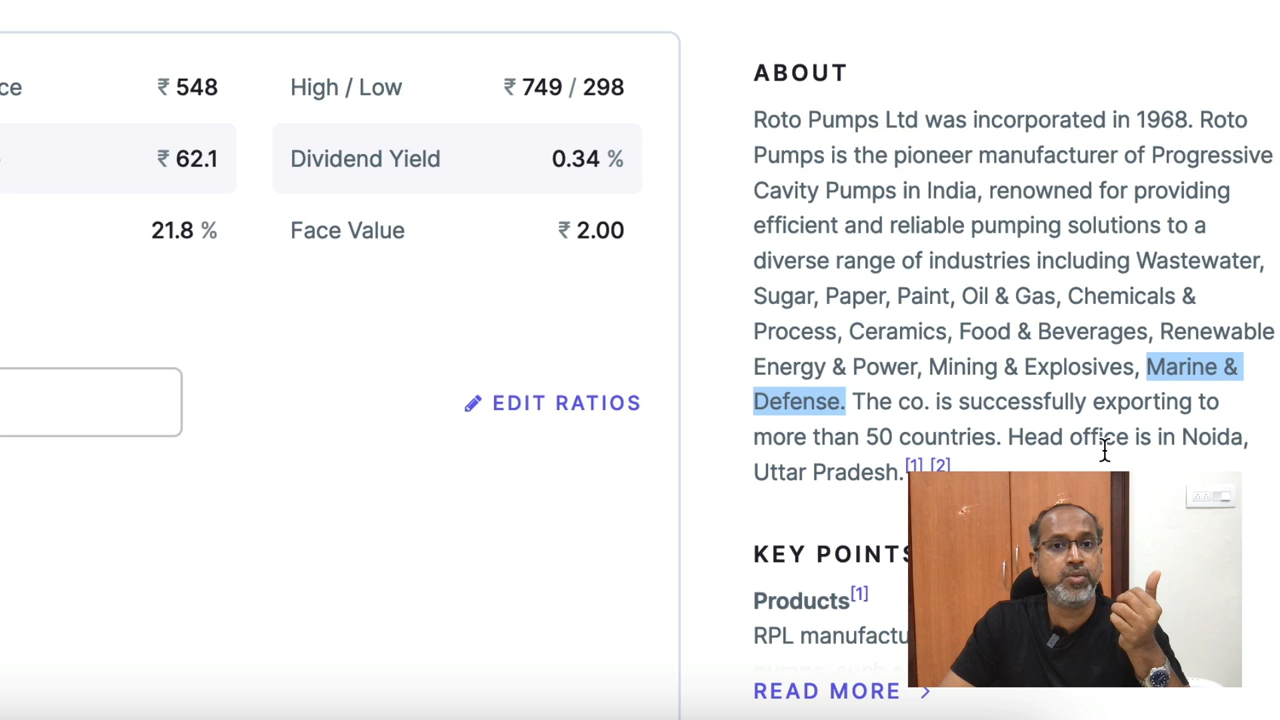 ce ₹ 548 High / Low ₹ 749 / 298
₹ 62.1 Dividend Yield 0.34 %
21.8 % Face Value ₹ 2.00
EDIT RATIOS
ABOUT
Roto Pumps Ltd was incorporated in 1968. Roto
Pumps is the pioneer manufacturer of Progressive
Cavity Pumps in India, renowned for providing
efficient and reliable pumping solutions to a
diverse range of industries including Wastewater,
Sugar, Paper, Paint, Oil & Gas, Chemicals &
Process, Ceramics, Food & Beverages, Renewable
Energy & Power, Mining & Explosives, Marine &
Defense. The co. is successfully exporting to
more than 50 countries. Head office is in Noida,
Uttar Pradesh.[1] [2]
KEY POINTS
Products[1]
RPL manufactu
READ MORE